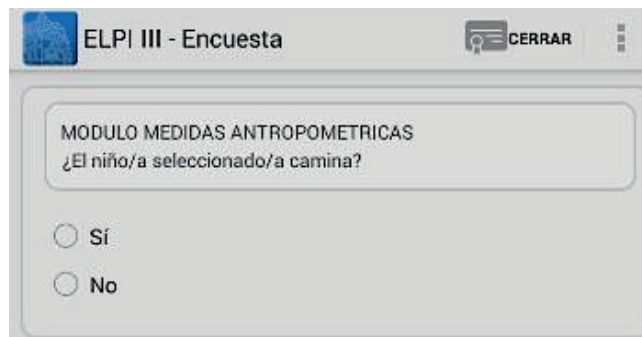 ELPI III - Encuesta
CERRAR
MODULO MEDIDAS ANTROPOMETRICAS
¿El niño/a seleccionado/a camina?
Sí
No